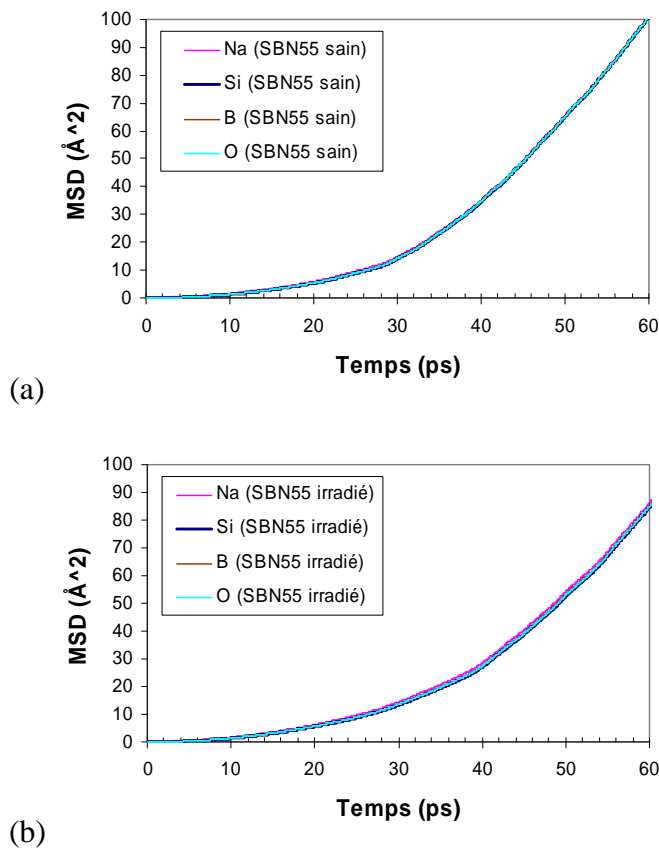 100
90
80
70
60
50
40
30
20
10
0
MSD (Å^2)
Na (SBN55 sain)
Si (SBN55 sain)
B (SBN55 sain)
O (SBN55 sain)
0 10 20 30 40 50 60
Temps (ps)
(a)
100
90
80
70
60
50
40
30
20
10
0
MSD (Å^2)
Na (SBN55 irradié)
Si (SBN55 irradié)
B (SBN55 irradié)
O (SBN55 irradié)
0 10 20 30 40 50 60
Temps (ps)
(b)